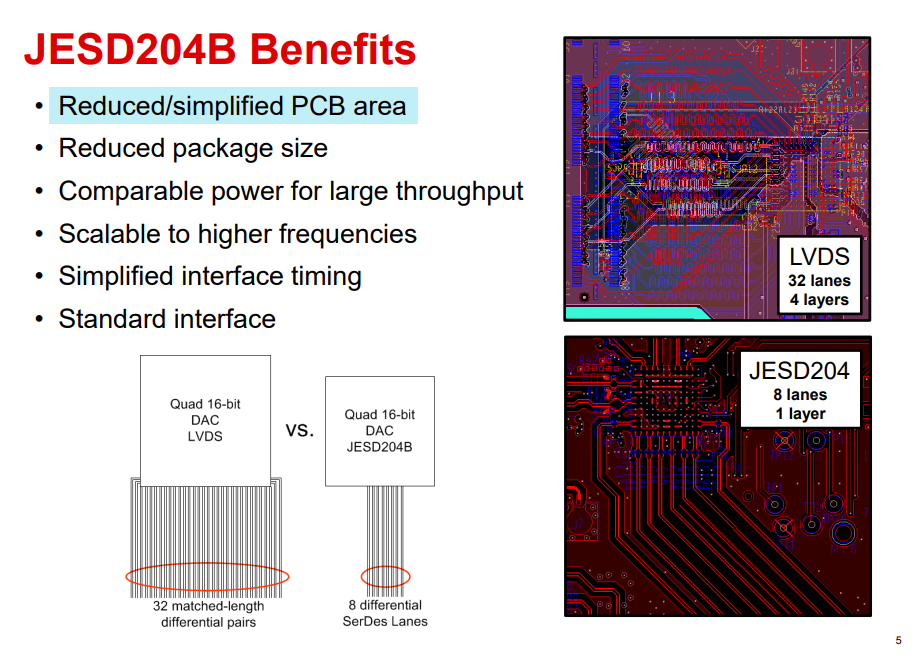 JESD204B Benefits
• Reduced/simplified PCB area
• Reduced package size
• Comparable power for large throughput
• Scalable to higher frequencies
• Simplified interface timing
• Standard interface
Quad 16-bit
DAC
LVDS
vs.
Quad 16-bit
DAC
JESD204B
32 matched-length
differential pairs
8 differential
SerDes Lanes
LVDS
32 lanes
4 layers
JESD204
8 lanes
1 layer
5